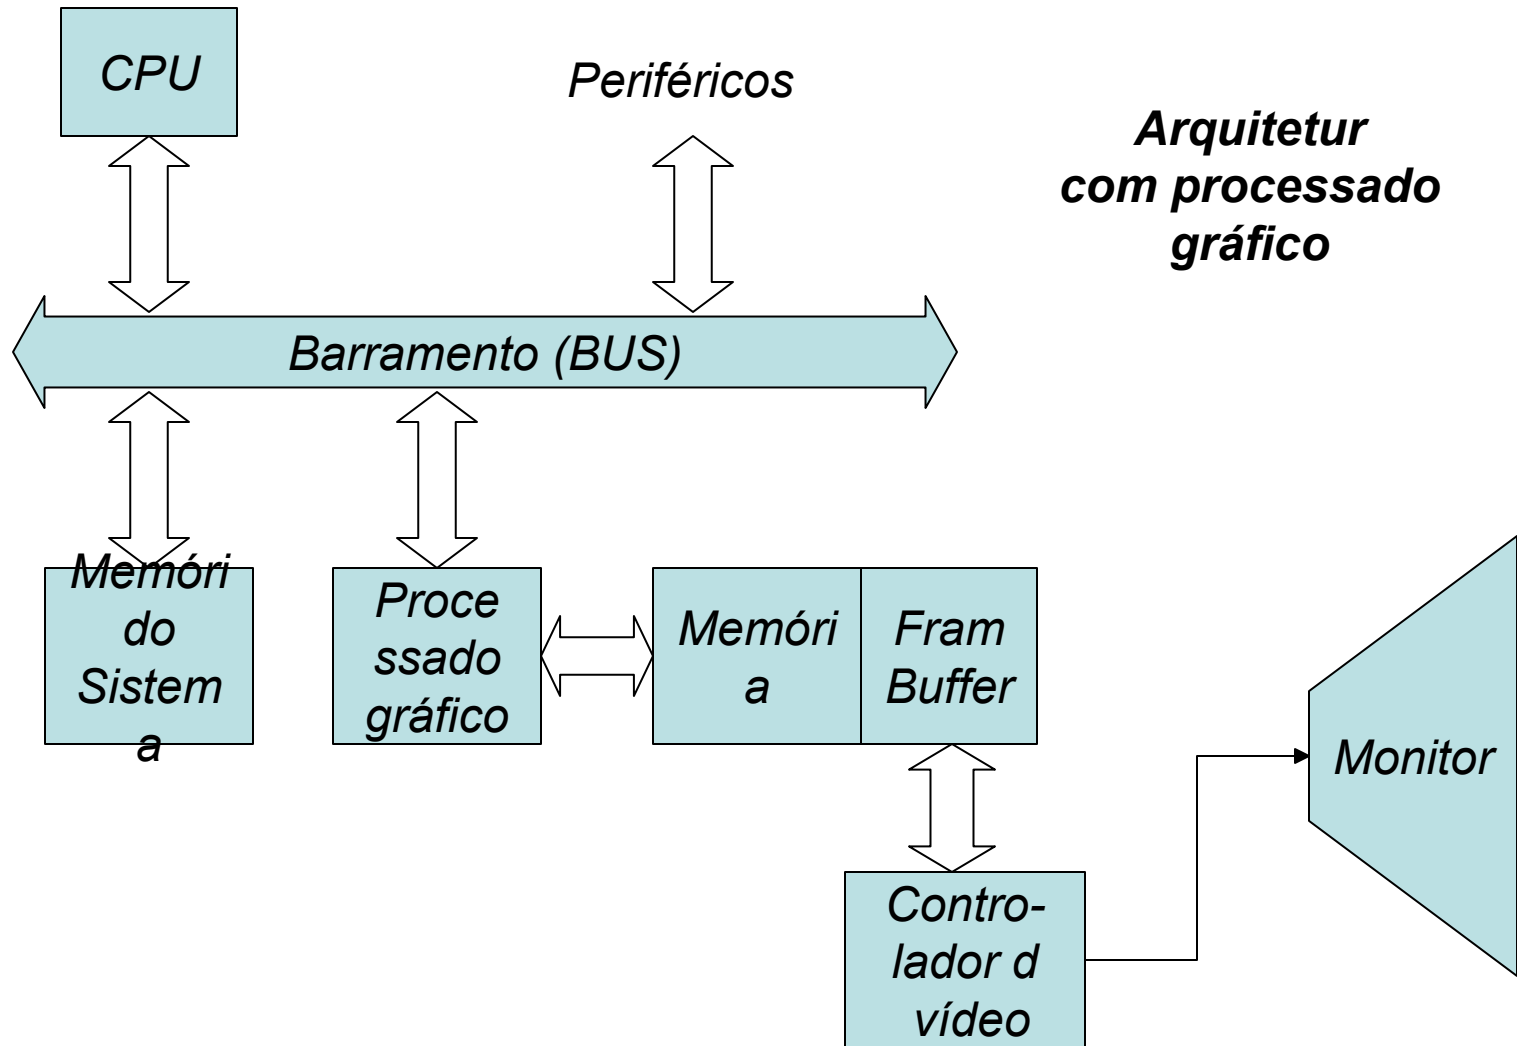 CPU
Periféricos
Arquitetur
com processado
gráfico
Barramento (BUS)
Memóri
do
Sistem
a
Proce
ssado
gráfico
Memóri
a
Fram
Buffer
Monitor
Contro-
lador d
vídeo